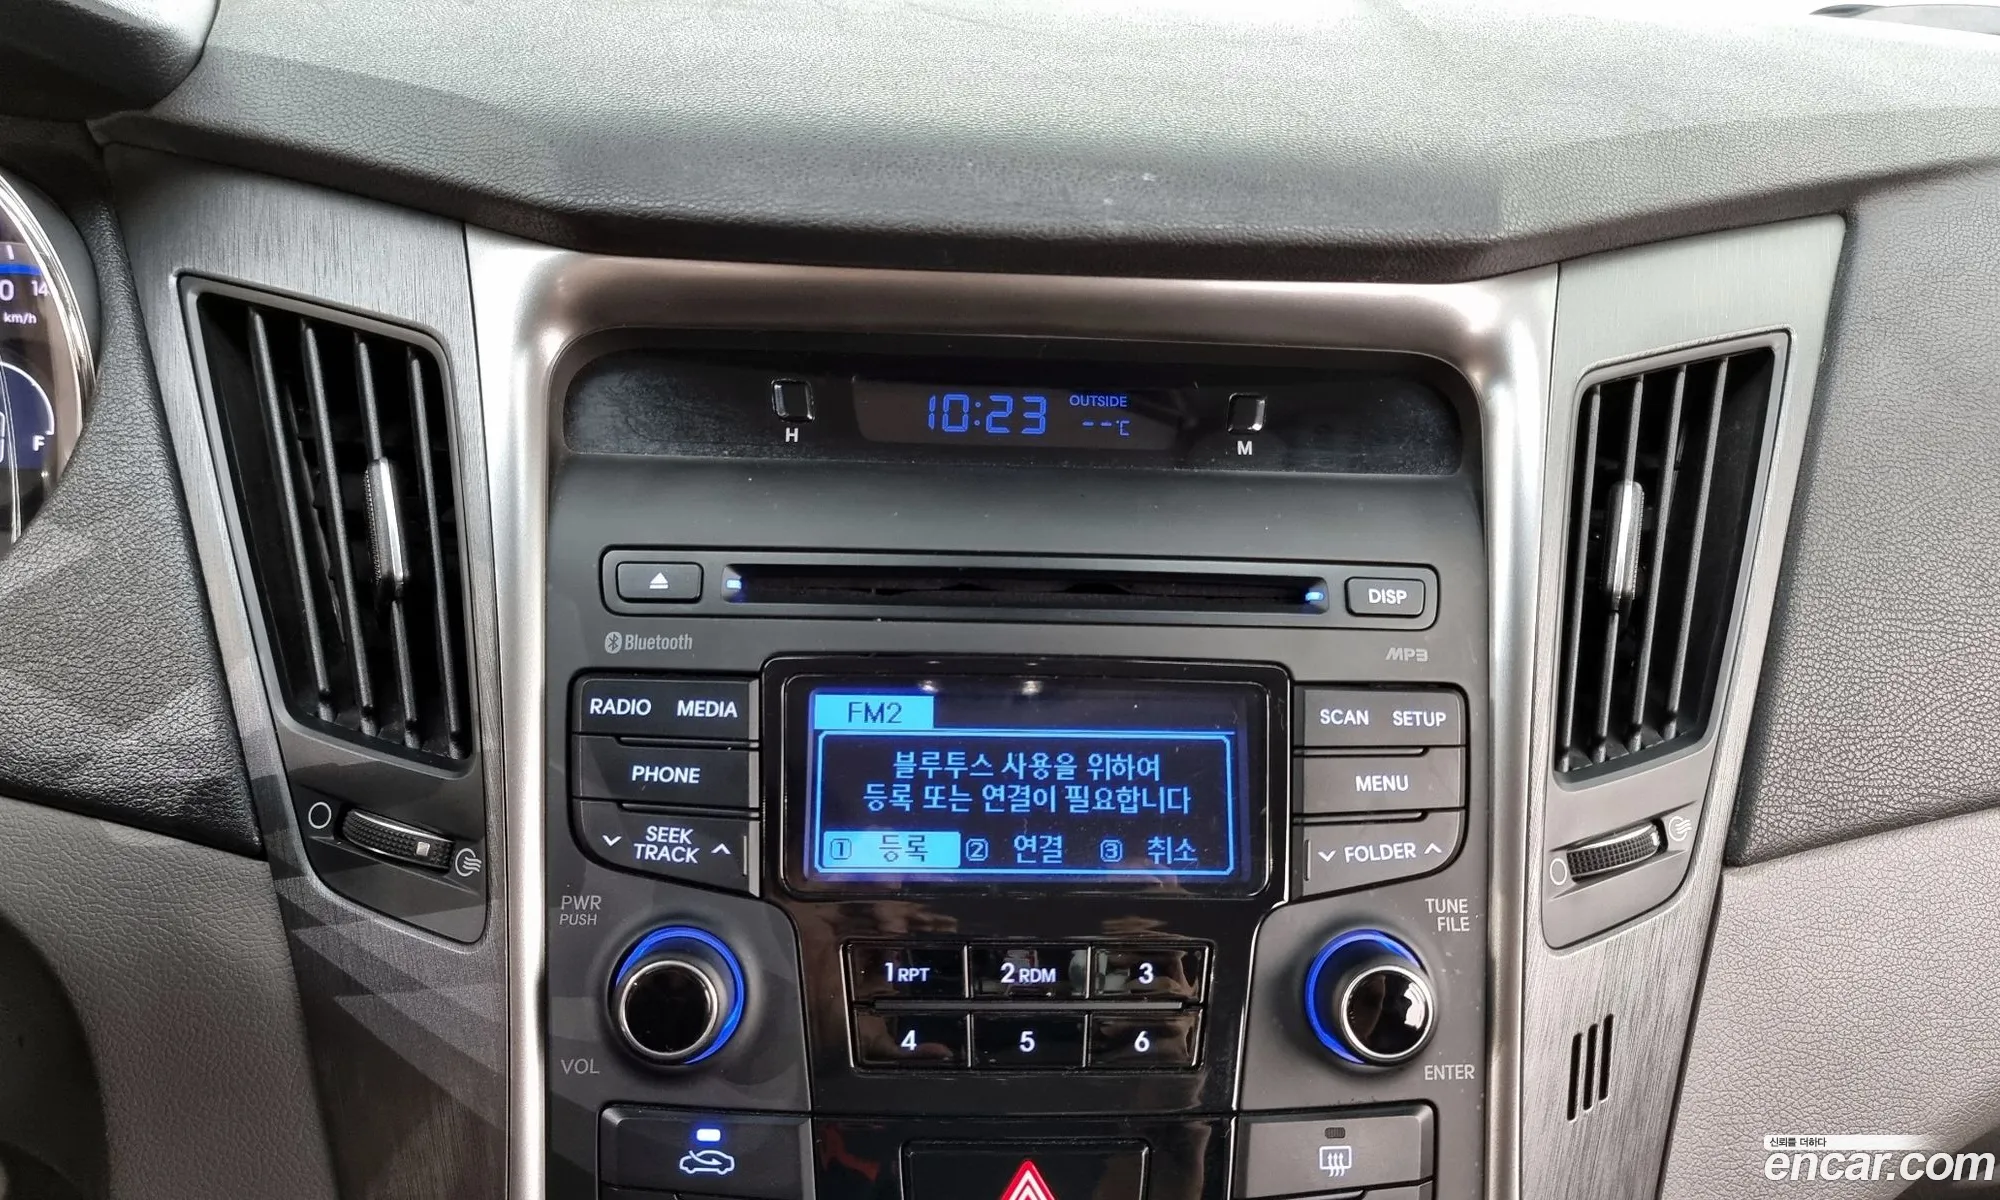 0 14
km/h
F
10:23 OUTSIDE
--°C
H
M
DISP
Bluetooth
MP3
RADIO MEDIA
PHONE
SEEK
TRACK
FM2
블루투스 사용을 위하여
등록 또는 연결이 필요합니다
1 등록 2 연결 3 취소
SCAN SETUP
MENU
FOLDER
PWR
PUSH
VOL
TUNE
FILE
ENTER
1 RPT 2 RDM 3
4 5 6
신뢰를 더하다
encar.com